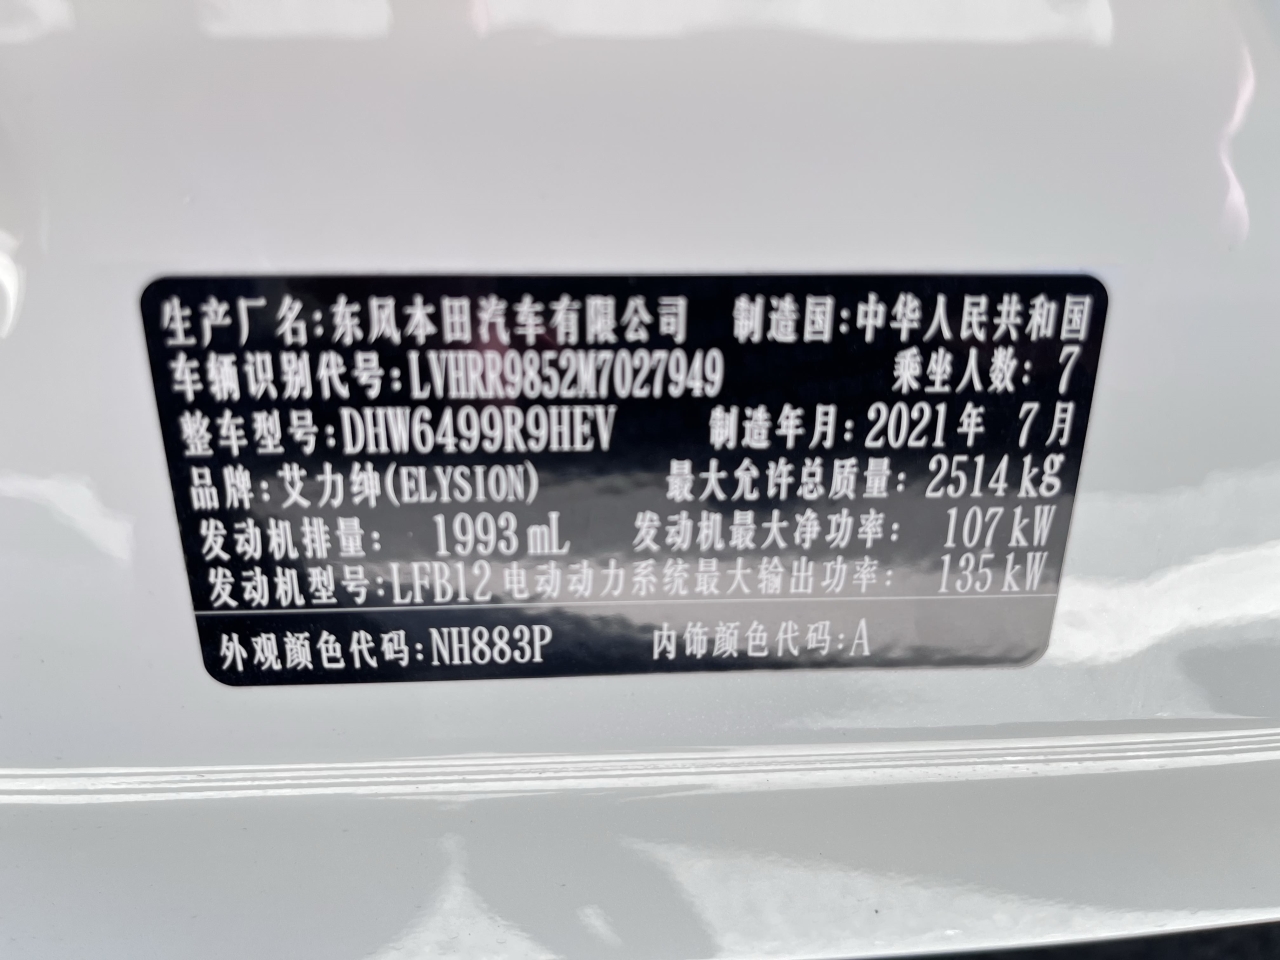 生产厂名:东风本田汽车有限公司 制造国:中华人民共和国
车辆识别代号:LVHRR9852M7027949 乘坐人数: 7
整车型号:DHW6499R9HEV 制造年月:2021年 7月
品牌:艾力绅(ELYSION) 最大允许总质量: 2514kg
发动机排量: 1993mL 发动机最大净功率: 107kW
发动机型号:LFB12 电动动力系统最大输出功率: 135kW
外观颜色代码:NH883P 内饰颜色代码:A